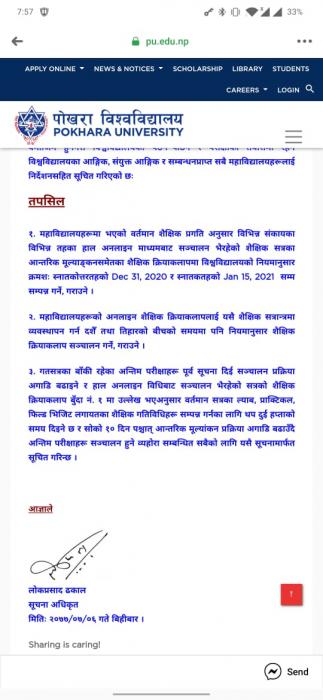 7:57
33%
pu.edu.np
APPLY ONLINE NEWS & NOTICES SCHOLARSHIP LIBRARY STUDENTS
CAREERS LOGIN
पोखरा विश्वविद्यालय
POKHARA UNIVERSITY
विश्वविद्यालयका आङ्गिक, संयुक्त आङ्गिक र सम्बन्धनप्राप्त सबै महाविद्यालयहरूलाई
निर्देशनसहित सूचित गरिएको छः
तपसिल
१. महाविद्यालयहरूमा भएको वर्तमान शैक्षिक प्रगति अनुसार विभिन्न संकायका
विभिन्न तहका हाल अनलाइन माध्यमबाट सञ्चालन भैरहेको शैक्षिक सत्रका
आन्तरिक मूल्याङ्कनसमेतका शैक्षिक क्रियाकलापमा विश्वविद्यालयको नियमानुसार
क्रमशः स्नातकोत्तरतहको Dec 31, 2020 र स्नातकतहको Jan 15, 2021 सम्म
सम्पन्न गर्ने, गराउने ।
२. महाविद्यालयहरूको अनलाइन शैक्षिक क्रियाकलापलाई यसै शैक्षिक सत्रान्त्रमा
व्यवस्थापन गर्न दशैँ तथा तिहारको बीचको समयमा पनि नियमानुसार शैक्षिक
क्रियाकलाप सञ्चालन गर्ने, गराउने ।
३. गतसत्रका बाँकी रहेका अन्तिम परीक्षाहरू पूर्व सूचना दिई सञ्चालन प्रक्रिया
अगाडि बढाइने र हाल अनलाइन विधिबाट सञ्चालन भैरहेको सत्रको शैक्षिक
क्रियाकलाप बुँदा नं. १ मा उल्लेख भएअनुसार वर्तमान सत्रका ल्याब, प्राक्टिकल,
फिल्ड भिजिट लगायतका शैक्षिक गतिविधिहरू सम्पन्न गर्नका लागि थप दुई हप्ताको
समय दिइने छ र सोको १० दिन पश्चात् आन्तरिक मूल्यांकन प्रक्रिया अगाडि बढाउँदै
अन्तिम परीक्षाहरू सञ्चालन हुने व्यहोरा सम्बन्धित सबैको लागि यसै सूचनामार्फत
सूचित गरिन्छ ।
आज्ञाले
लोकप्रसाद ढकाल
सूचना अधिकृत
मितिः २०७७/०७/०६ गते बिहीबार ।
Sharing is caring!
Send